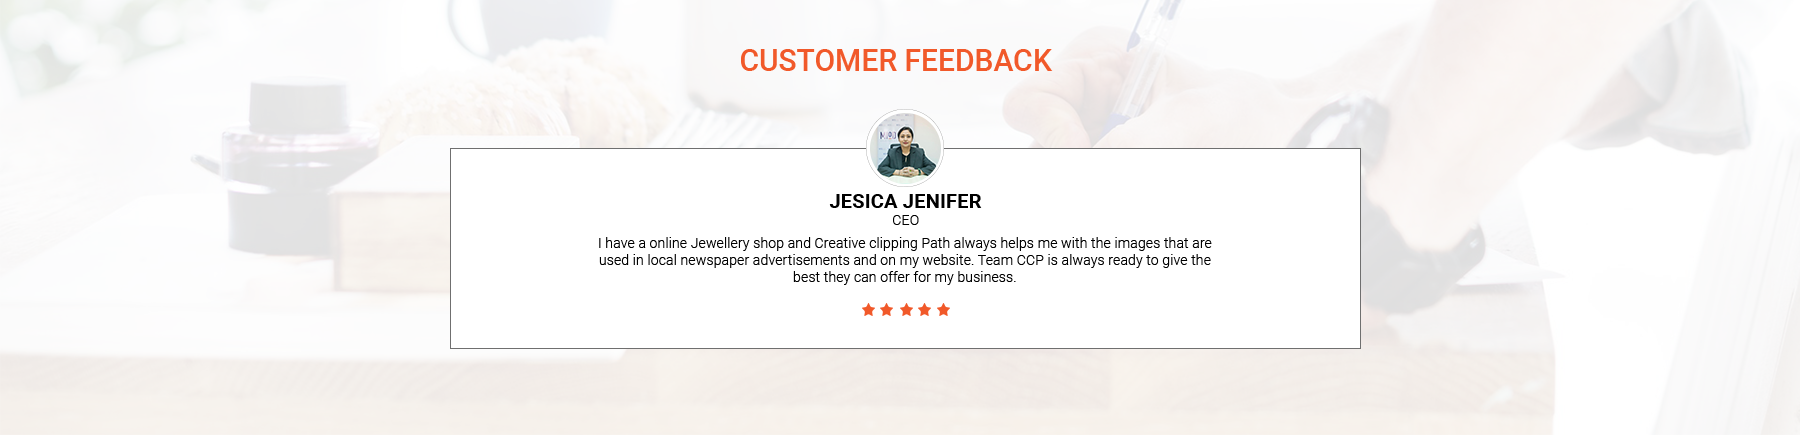 CUSTOMER FEEDBACK
JESICA JENIFER
CEO
I have a online Jewellery shop and Creative clipping Path always helps me with the images that are
used in local newspaper advertisements and on my website. Team CCP is always ready to give the
best they can offer for my business.